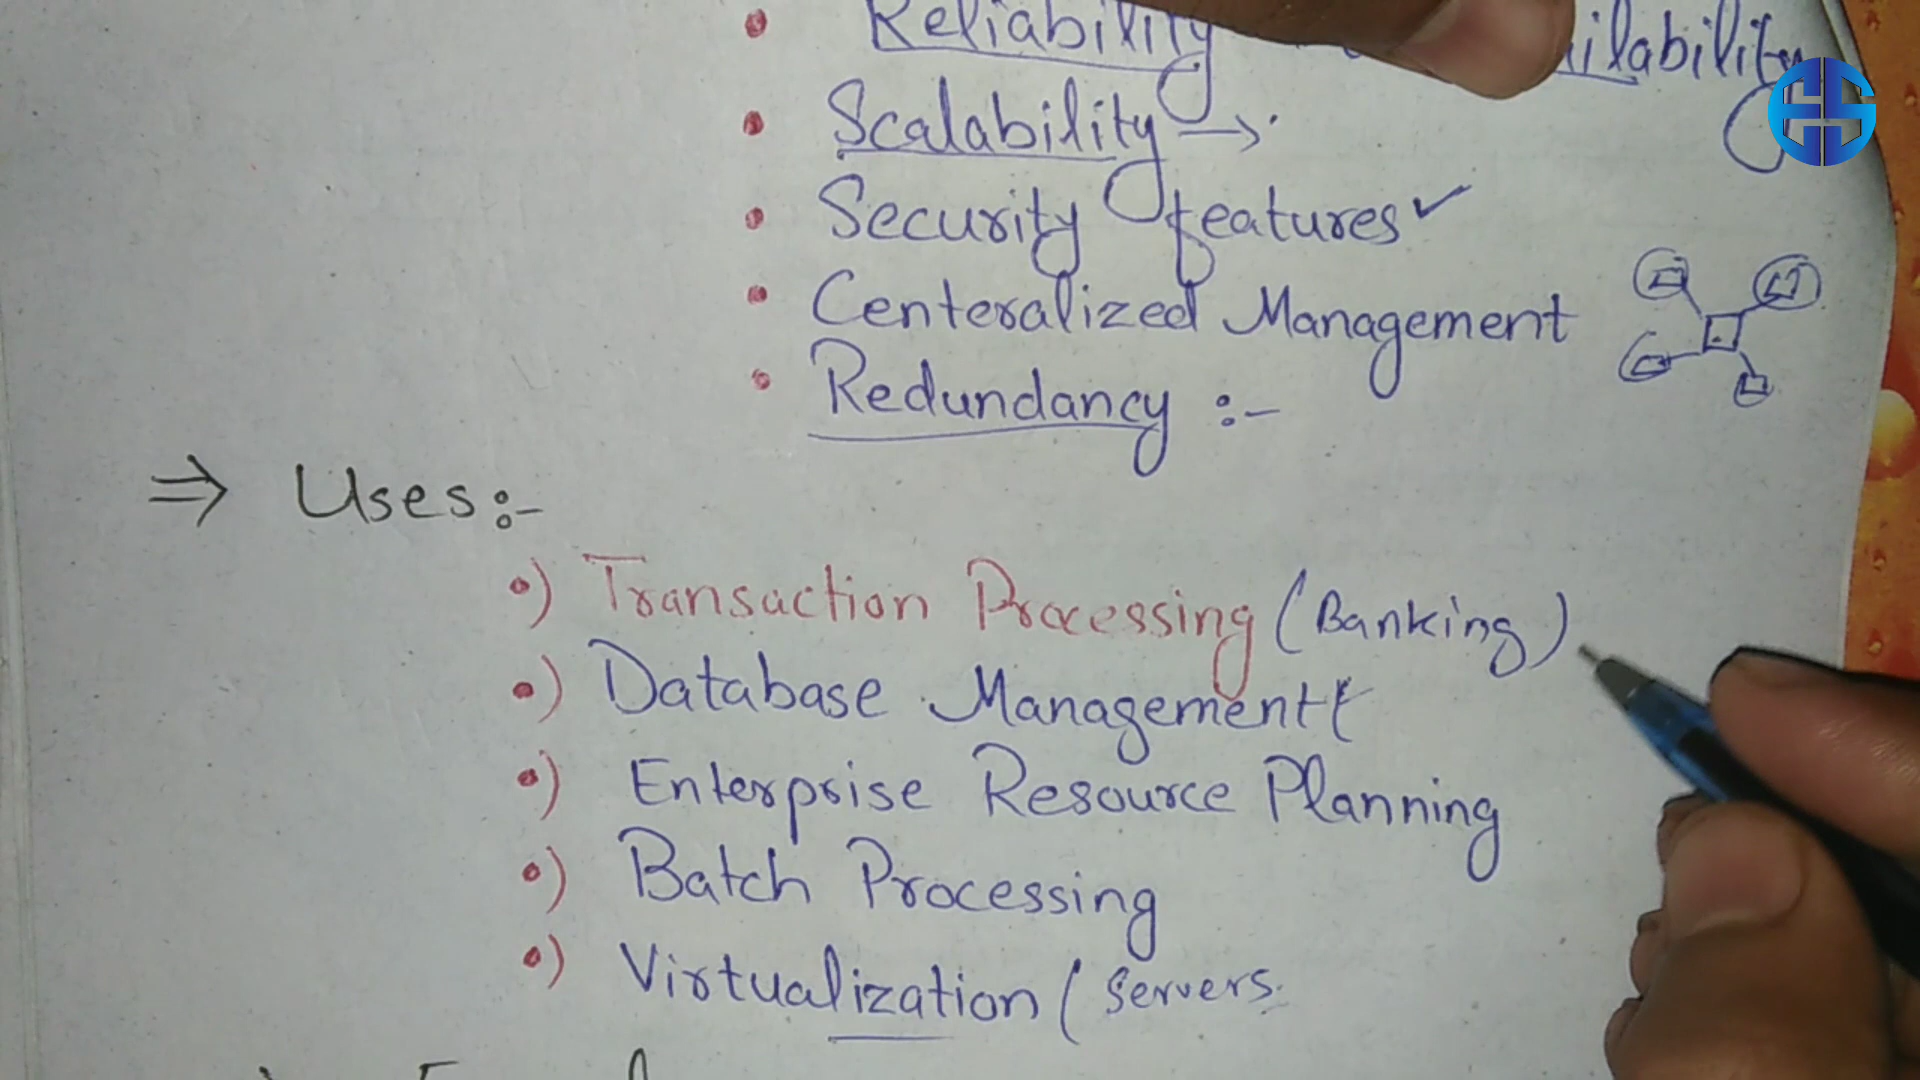 • Reliability
• Scalability →
• Security features ✓
• Centeralized Management
• Redundancy :-
⇒ Uses:-
•) Transaction Processing (Banking)
•) Database Management (
•) Enterprise Resource Planning
•) Batch Processing
•) Virtualization ( Servers.